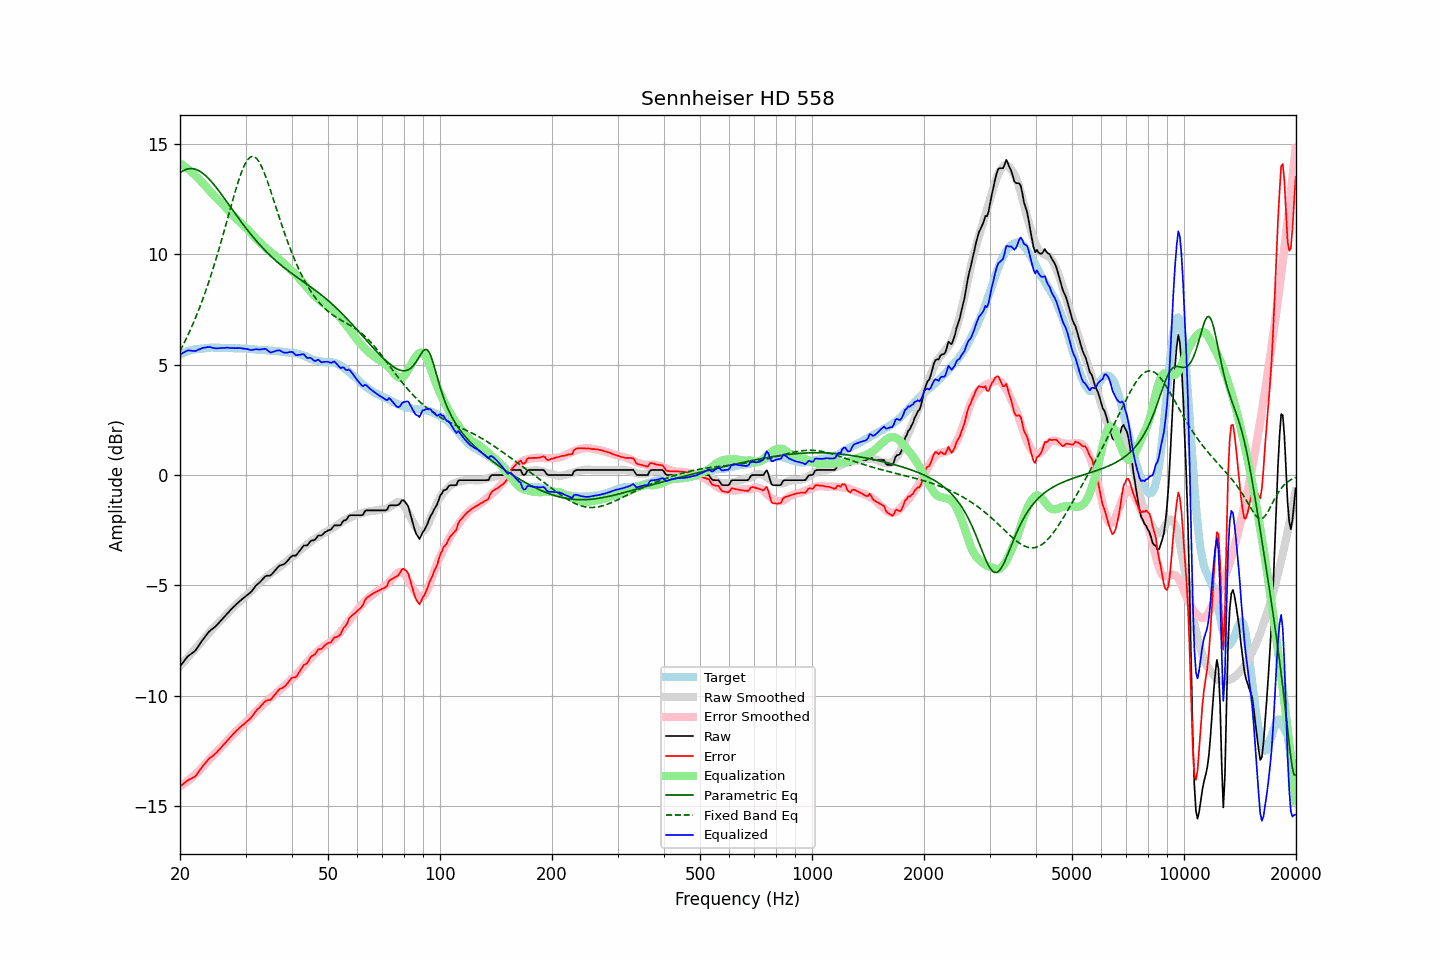 Sennheiser HD 558
Amplitude (dBr)
15
10
5
0
−5
−10
−15
Target
Raw Smoothed
Error Smoothed
Raw
Error
Equalization
Parametric Eq
Fixed Band Eq
Equalized
20
50
100
200
500
1000
2000
5000
10000
20000
Frequency (Hz)